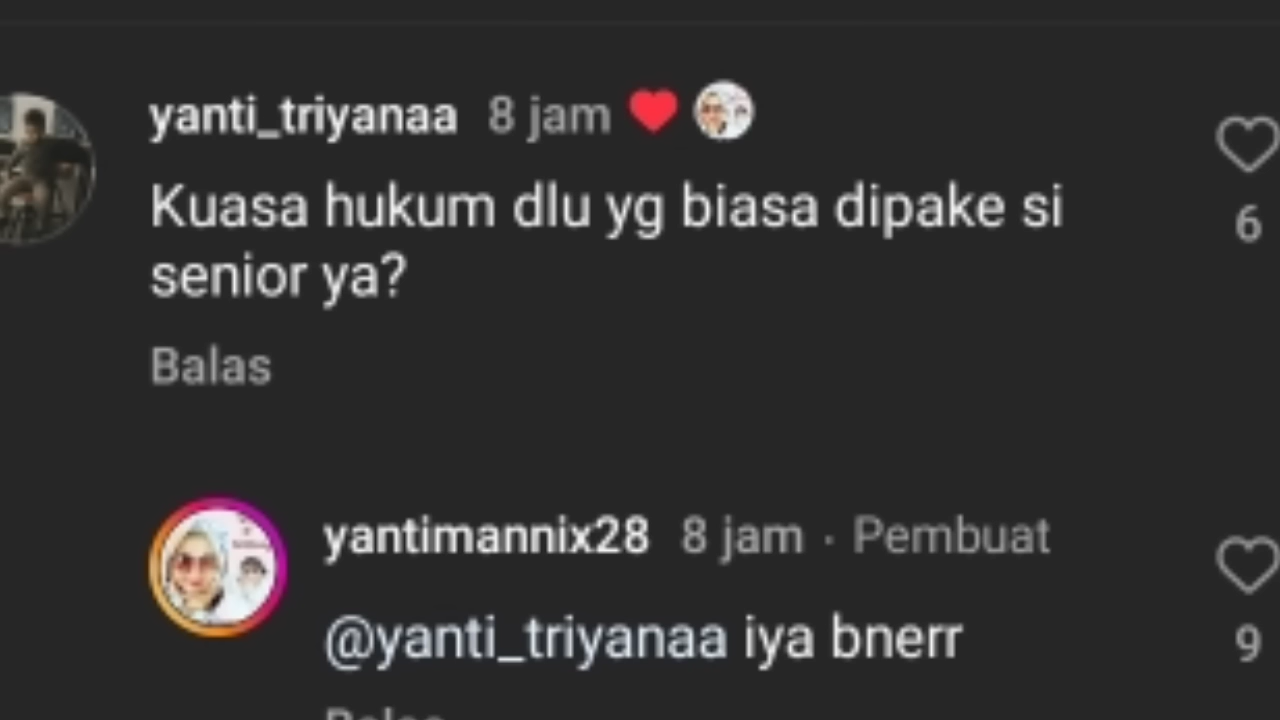 yanti_triyanaa 8 jam
Kuasa hukum dlu yg biasa dipake si
senior ya?
6
Balas
yantimannix28 8 jam · Pembuat
@yanti_triyanaa iya bnerr
9
Balas